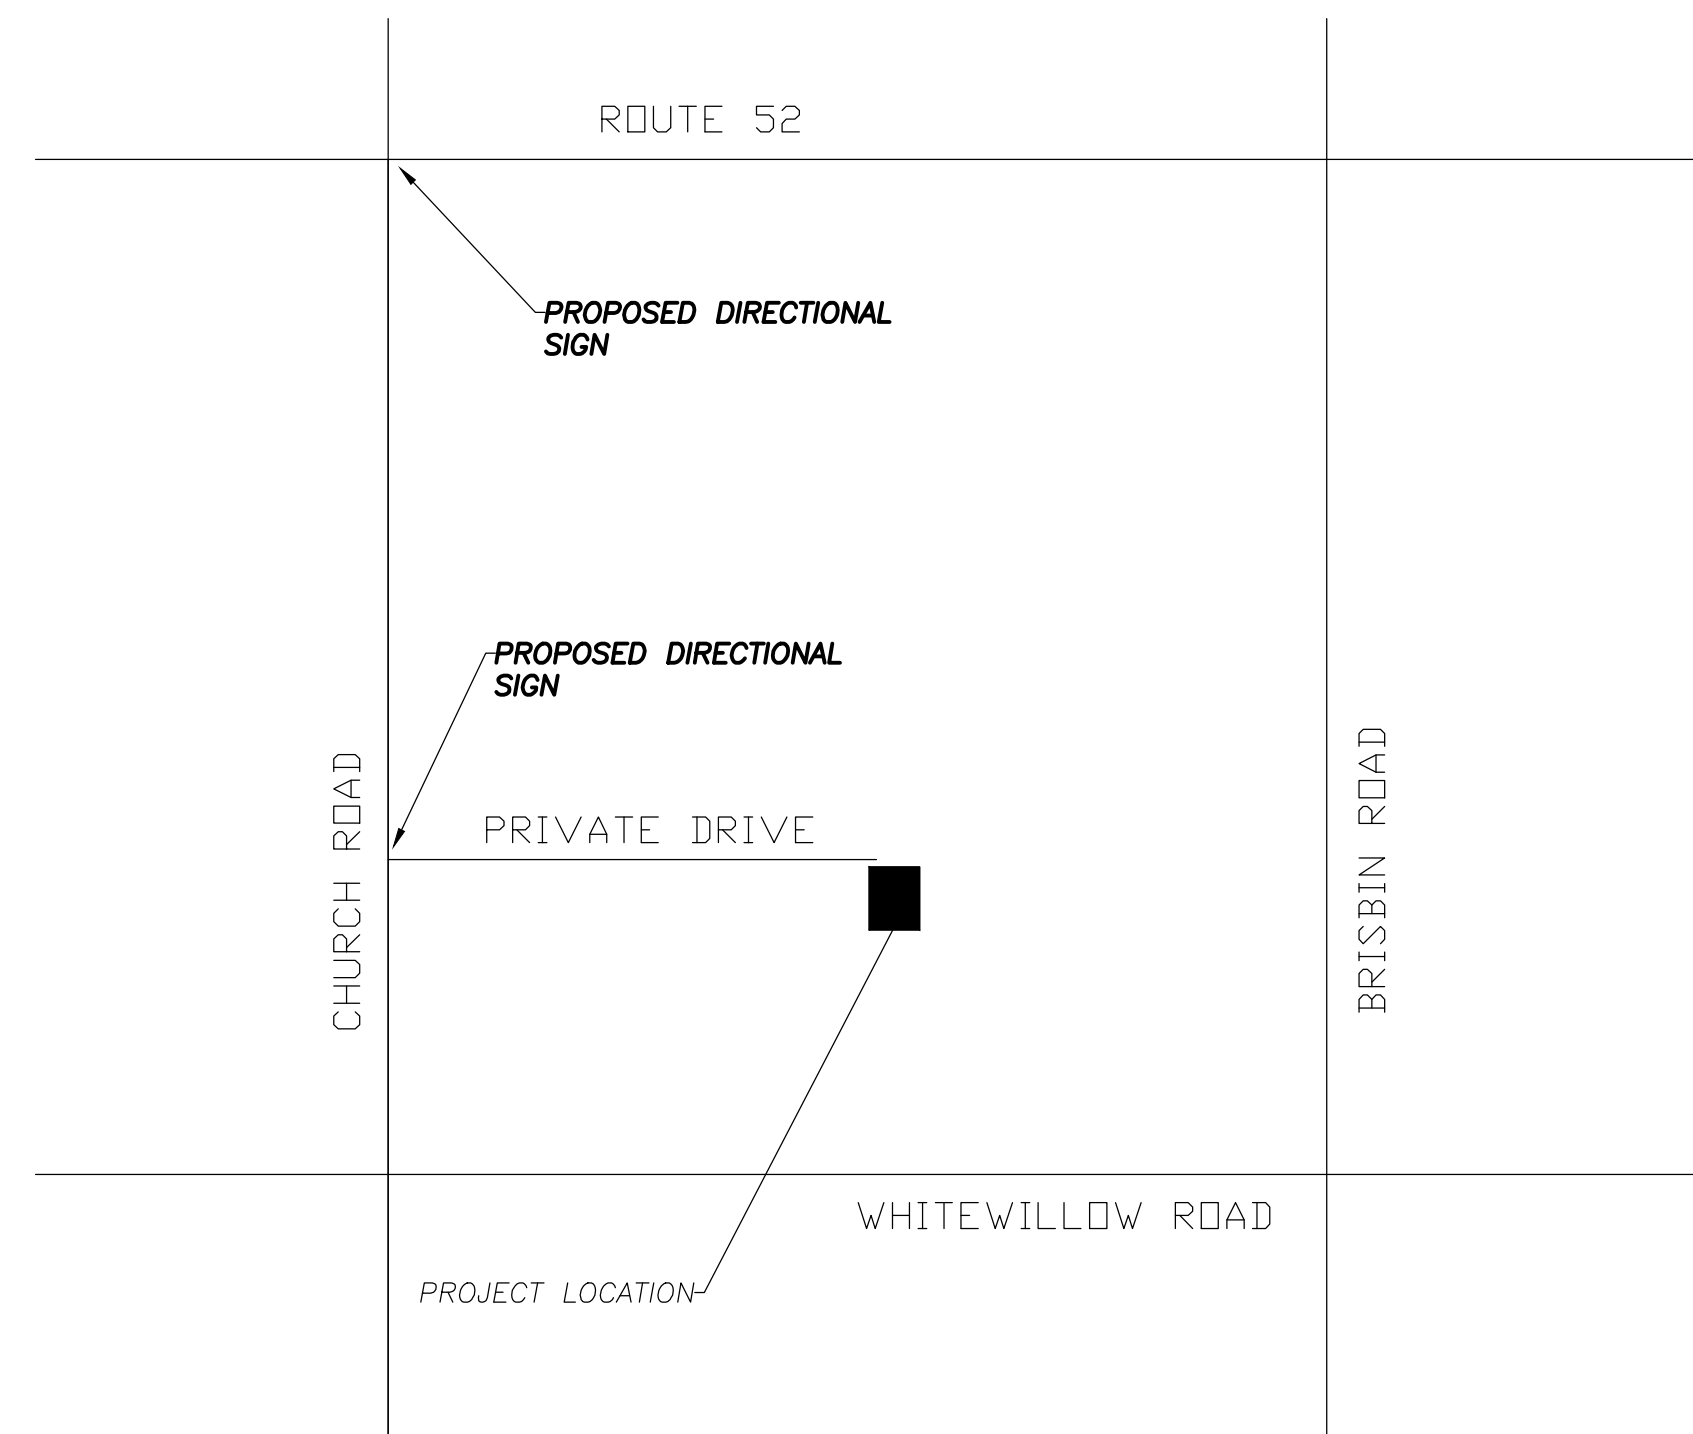 ROUTE 52
PROPOSED DIRECTIONAL
SIGN
PROPOSED DIRECTIONAL
SIGN
CHURCH ROAD
PRIVATE DRIVE
BRISBIN ROAD
WHITEWILLOW ROAD
PROJECT LOCATION